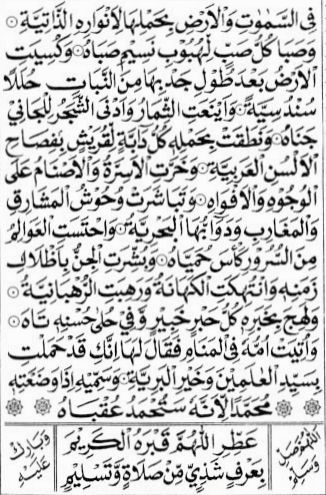 فِى السَّمٰوٰتِ وَالْاَرْضِ بِحَمْلِهَا لِاَنْوَارِهِ الذَّاتِيَّةِ ۞
وَصَبَا كُلُّ صَبٍّ لِهُبُوْبِ نَسِيْمِ صَبَاهُ ۞ وَكُسِيَتِ
الْاَرْضُ بَعْدَ طُوْلِ جَدْبِهَا مِنَ النَّبَاتِ حُلَلًا
سُنْدُسِيَّةً ۞ وَاَيْنَعَتِ الثِّمَارُ وَاَدْنَى الشَّجَرُ لِلْجَانِيْ
جَنَاهُ ۞ وَنَطَقَتْ بِحَمْلِهِ كُلُّ دَابَّةٍ لِقُرَيْشٍ بِفِصَاحِ
الْاَلْسُنِ الْعَرَبِيَّةِ ۞ وَخَرَّتِ الْاَسِرَّةُ وَالْاَصْنَامُ عَلَى
الْوُجُوْهِ وَالْاَفْوَاهِ ۞ وَتَبَاشَرَتْ وُحُوْشُ الْمَشَارِقِ
وَالْمَغَارِبِ وَدَوَآبُّهَا الْبَحْرِيَّةُ ۞ وَاحْتَسَتِ الْعَوَالِمُ
مِنَ السُّرُوْرِ كَأْسَ حُمَيَّاهُ ۞ وَبَشَّرَتِ الْجِنُّ بِاِظْلَالِ
زَمَنِهِ وَانْتُهِكَتِ الْكَهَانَةُ وَرَهِبَتِ الرَّهْبَانِيَّةُ ۞
وَلَهِجَ بِخَبَرِهِ كُلُّ حِبْرٍ خَبِيْرٍ وَفِيْ حُلَى حُسْنِهِ تَاهَ ۞
وَاُتِيَتْ اُمُّهُ فِى الْمَنَامِ فَقَالَ لَهَا اِنَّكِ قَدْ حَمَلْتِ
بِسَيِّدِ الْعٰلَمِيْنَ وَخَيْرِ الْبَرِيَّةِ ۞ وَسَمِّيْهِ اِذَا وَضَعْتِهِ
مُحَمَّدًا لِاَنَّهُ سَتُحْمَدُ عُقْبَاهُ ۞
اَللّٰهُمَّ صَلِّ وَسَلِّمْ
عَطِّرِ اللّٰهُمَّ قَبْرَهُ الْكَرِيْمَ
بِعَرْفٍ شَذِيٍّ مِنْ صَلَاةٍ وَتَسْلِيْمٍ
وَبَارِكْ عَلَيْهِ